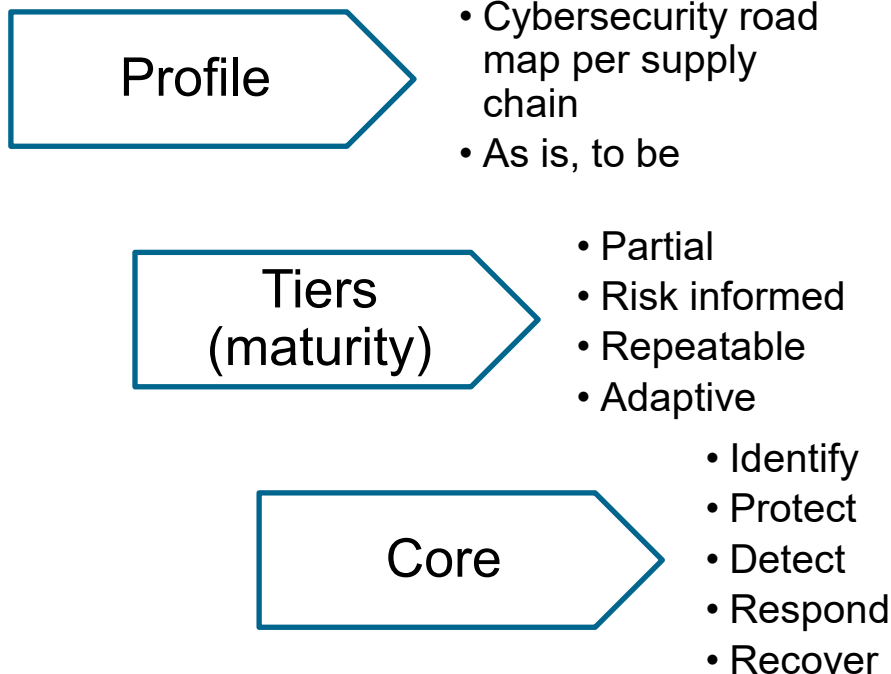 Profile
• Cybersecurity road
map per supply
chain
• As is, to be
Tiers
(maturity)
• Partial
• Risk informed
• Repeatable
• Adaptive
Core
• Identify
• Protect
• Detect
• Respond
• Recover